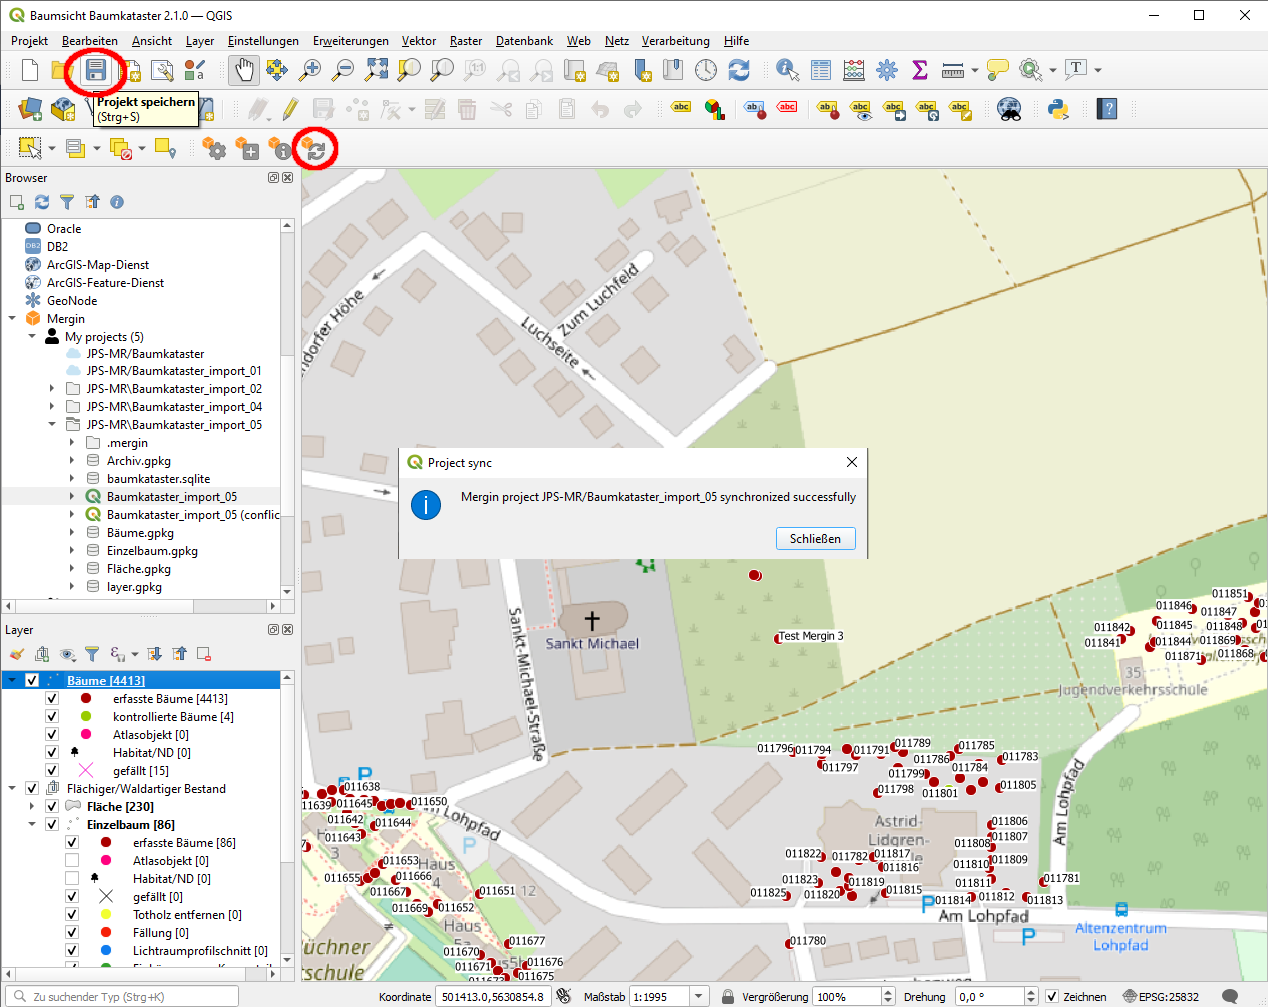 Baumsicht Baumkataster 2.1.0 — QGIS
Projekt Bearbeiten Ansicht Layer Einstellungen Erweiterungen Vektor Raster Datenbank Web Netz Verarbeitung Hilfe
Projekt speichern
(Strg+S)
Browser
Oracle
DB2
ArcGIS-Map-Dienst
ArcGIS-Feature-Dienst
GeoNode
Mergin
My projects (5)
JPS-MR/Baumkataster
JPS-MR/Baumkataster_import_01
JPS-MR\Baumkataster_import_02
JPS-MR\Baumkataster_import_04
JPS-MR\Baumkataster_import_05
.mergin
Archiv.gpkg
baumkataster.sqlite
Baumkataster_import_05
Baumkataster_import_05 (conflic
Bäume.gpkg
Einzelbaum.gpkg
Fläche.gpkg
layer.gpkg
Layer
Bäume [4413]
erfasste Bäume [4413]
kontrollierte Bäume [4]
Atlasobjekt [0]
Habitat/ND [0]
gefällt [15]
Flächiger/Waldartiger Bestand
Fläche [230]
Einzelbaum [86]
erfasste Bäume [86]
Atlasobjekt [0]
Habitat/ND [0]
gefällt [0]
Totholz entfernen [0]
Fällung [0]
Lichtraumprofilschnitt [0]
Zu suchender Typ (Strg+K)
ndorfer Höhe
Luchseite
Zum Luchfeld
Project sync
Mergin project JPS-MR/Baumkataster_import_05 synchronized successfully
Schließen
Sankt Michael
Sankt-Michael-Straße
Test Mergin 3
011851
011846
011847
011845
011848
011842
011841
011844
011869
011871
011868
35
Jugendverkehrsschule
011796
011794
011791
011789
011785
011786
011783
011797
011799
011784
011798
011801
011805
011638
011639
011645
011650
011642
011644
011643
Am Lohpfad
Astrid-
Lidgren-
011806
011807
011808
011809
011810
011811
011822
011782
011817
011816
011823
011819
011825
011820
011815
011814
011812
011813
011781
Am Lohpfad
Am Lohpfad
Altenzentrum
Lohpfad
Haus
3
011653
Haus
4
011655
011666
011667
011651
12
011669
011652
Haus
011677
011670
011676
011671
011675
011780
Büchner
rschule
Koordinate 501413.0,5630854.8 Maßstab 1:1995 Vergrößerung 100% Drehung 0,0 ° Zeichnen EPSG:25832